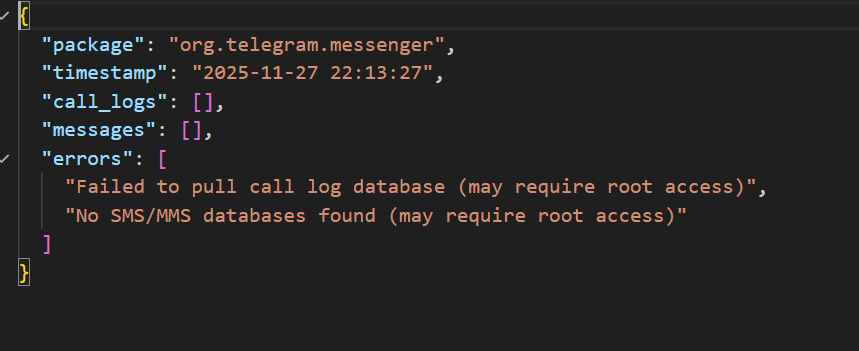 {
"package": "org.telegram.messenger",
"timestamp": "2025-11-27 22:13:27",
"call_logs": [],
"messages": [],
"errors": [
"Failed to pull call log database (may require root access)",
"No SMS/MMS databases found (may require root access)"
]
}